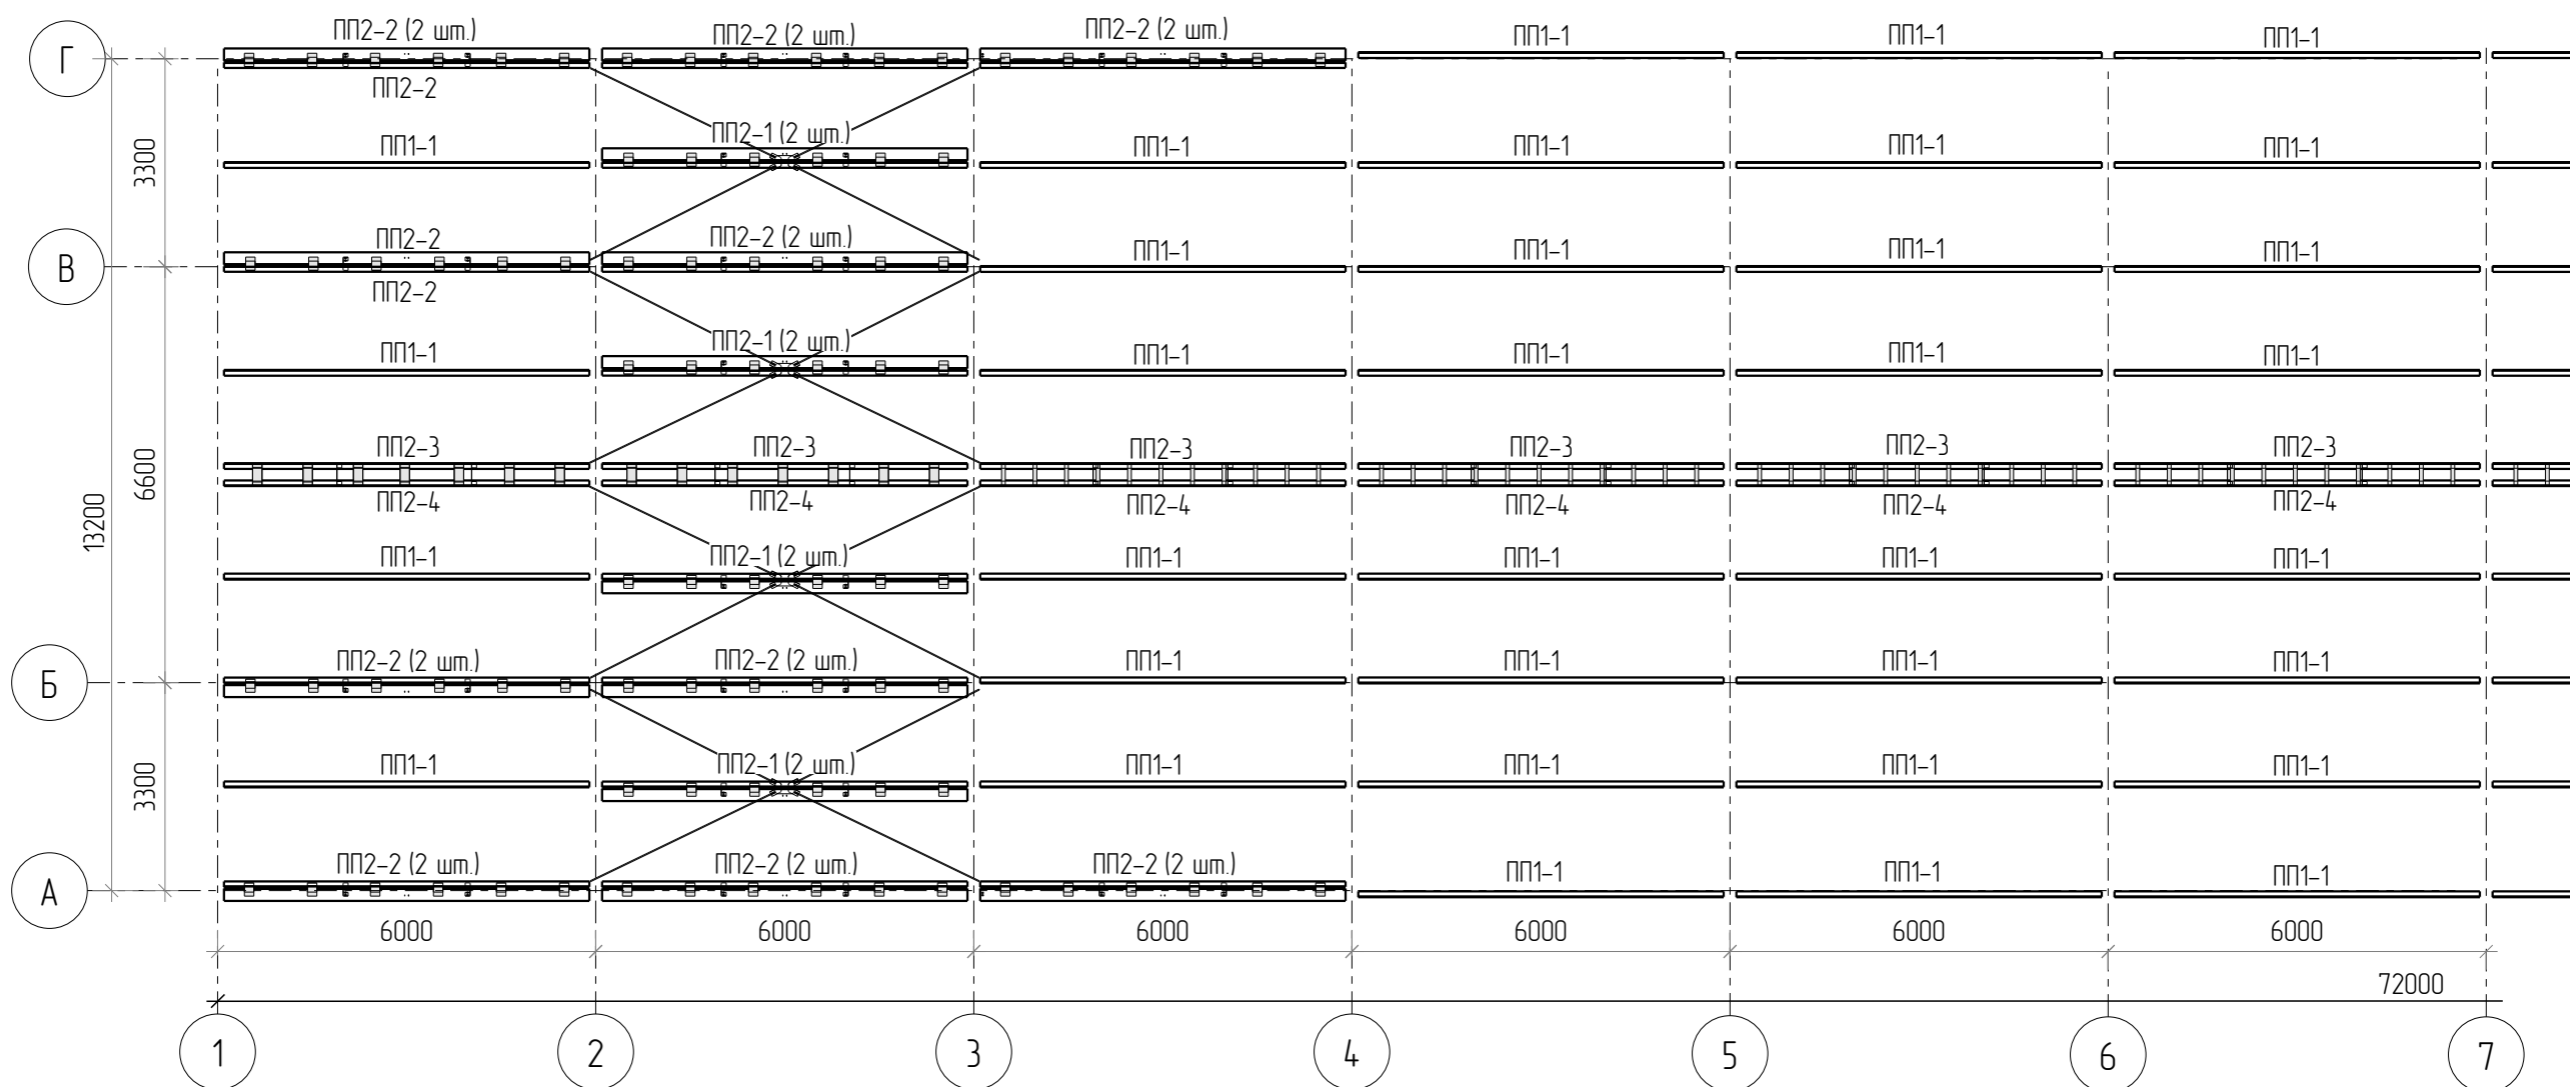 ПП2-2 (2 шт.) ПП2-2 (2 шт.) ПП2-2 (2 шт.) ПП1-1 ПП1-1 ПП1-1
Г
ПП2-2
ПП1-1 ПП2-1 (2 шт.) ПП1-1 ПП1-1 ПП1-1 ПП1-1
3300
ПП2-2 ПП2-2 (2 шт.) ПП1-1 ПП1-1 ПП1-1 ПП1-1
В
ПП2-2
ПП1-1 ПП2-1 (2 шт.) ПП1-1 ПП1-1 ПП1-1 ПП1-1
ПП2-3 ПП2-3 ПП2-3 ПП2-3 ПП2-3 ПП2-3
6600
ПП2-4 ПП2-4 ПП2-4 ПП2-4 ПП2-4 ПП2-4
13200
ПП1-1 ПП2-1 (2 шт.) ПП1-1 ПП1-1 ПП1-1 ПП1-1
ПП2-2 (2 шт.) ПП2-2 (2 шт.) ПП1-1 ПП1-1 ПП1-1 ПП1-1
Б
ПП1-1 ПП2-1 (2 шт.) ПП1-1 ПП1-1 ПП1-1 ПП1-1
3300
ПП2-2 (2 шт.) ПП2-2 (2 шт.) ПП2-2 (2 шт.) ПП1-1 ПП1-1 ПП1-1
А
6000 6000 6000 6000 6000 6000
72000
1 2 3 4 5 6 7